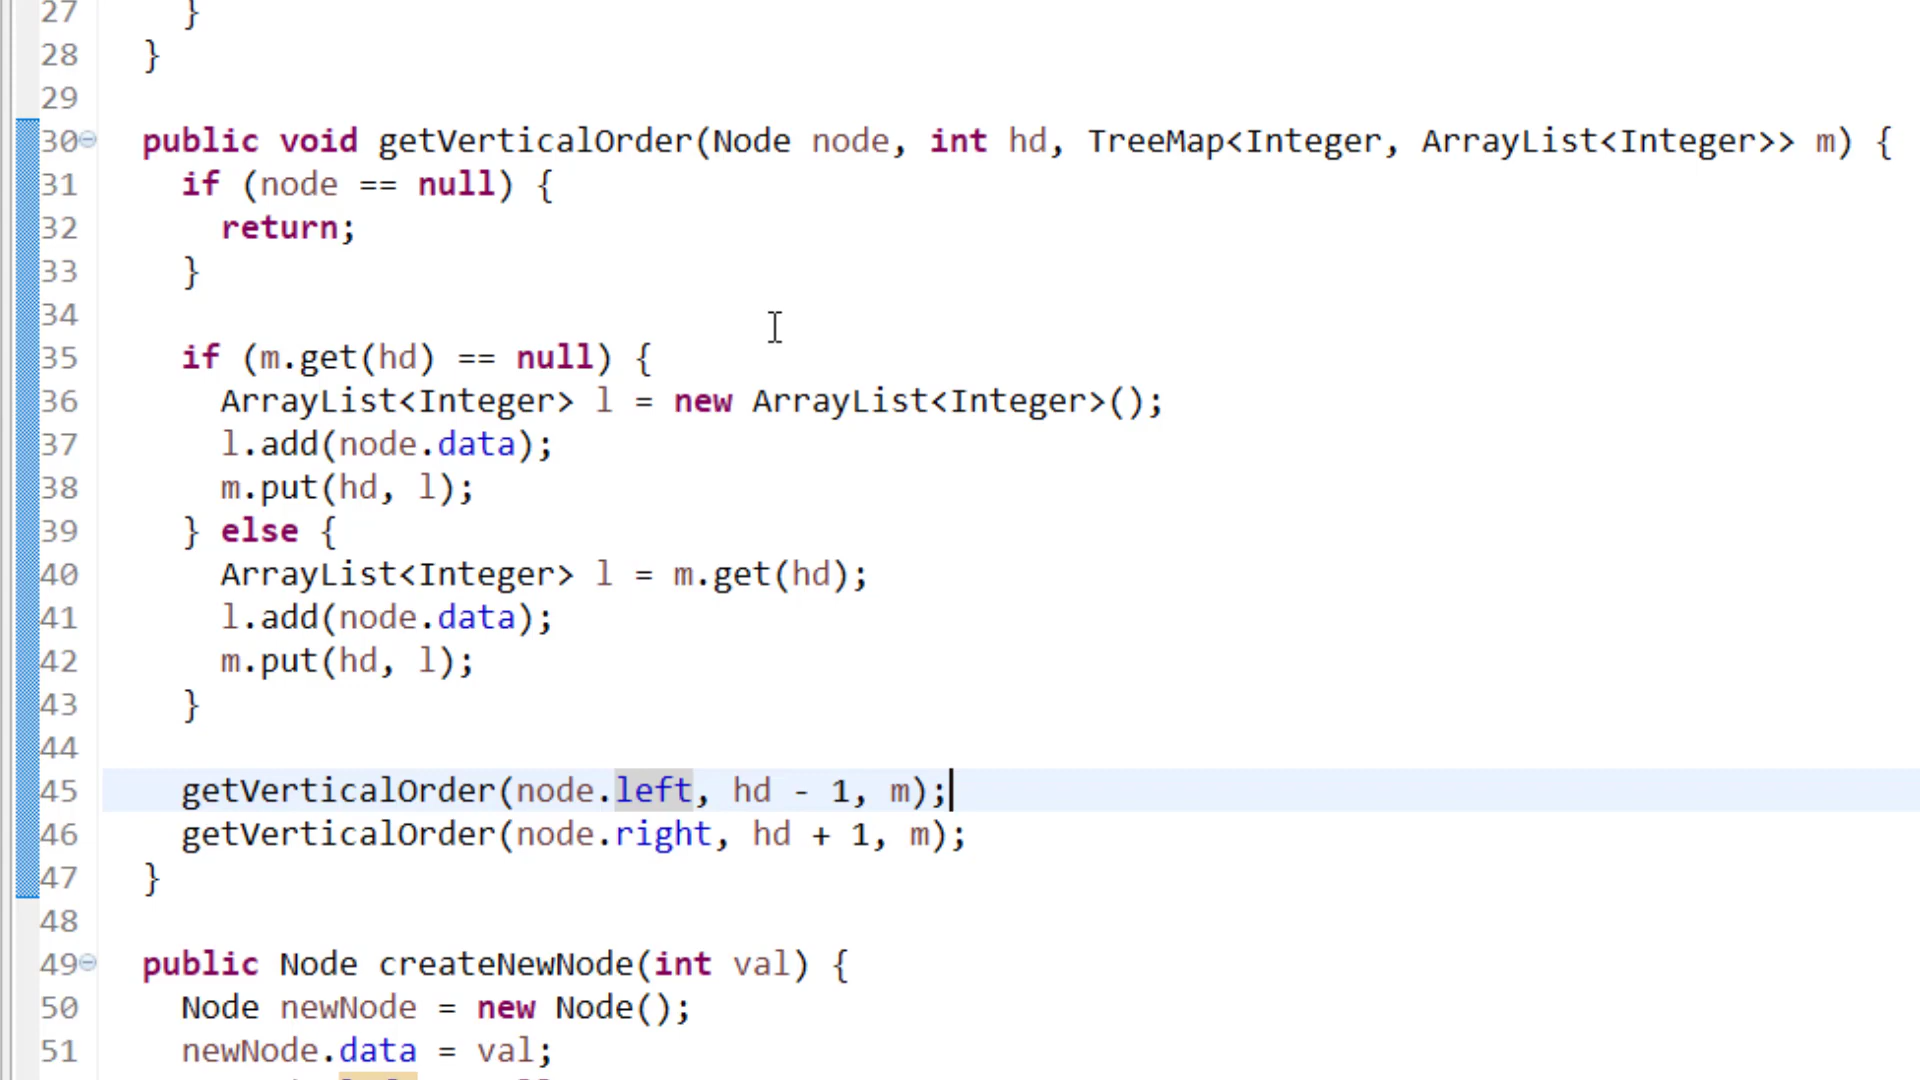 27 }
28 }
29
30 public void getVerticalOrder(Node node, int hd, TreeMap<Integer, ArrayList<Integer>> m) {
31 if (node == null) {
32 return;
33 }
34
35 if (m.get(hd) == null) {
36 ArrayList<Integer> l = new ArrayList<Integer>();
37 l.add(node.data);
38 m.put(hd, l);
39 } else {
40 ArrayList<Integer> l = m.get(hd);
41 l.add(node.data);
42 m.put(hd, l);
43 }
44
45 getVerticalOrder(node.left, hd - 1, m);
46 getVerticalOrder(node.right, hd + 1, m);
47 }
48
49 public Node createNewNode(int val) {
50 Node newNode = new Node();
51 newNode.data = val;